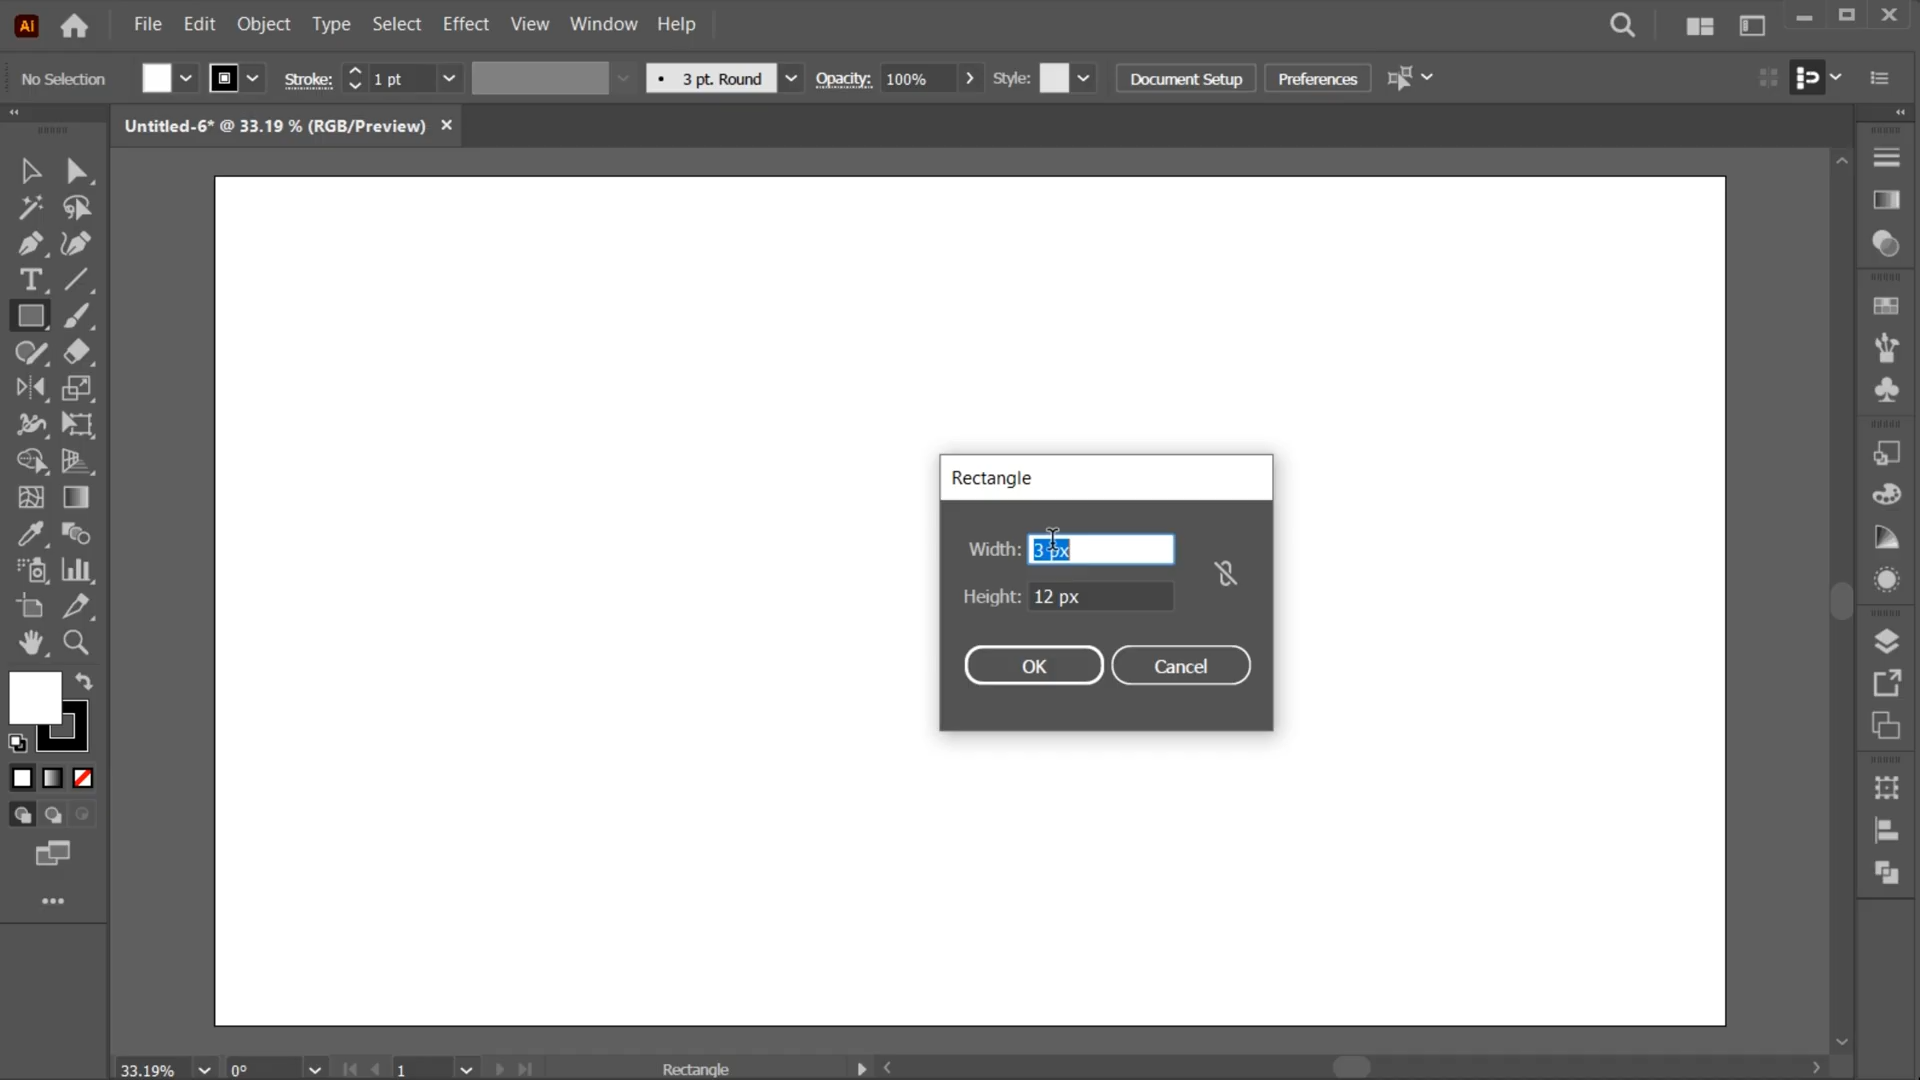 Ai File Edit Object Type Select Effect View Window Help
No Selection Stroke: 1 pt • 3 pt. Round Opacity: 100% Style: Document Setup Preferences
Untitled-6* @ 33.19 % (RGB/Preview) ×
Rectangle
Width: 3 px
Height: 12 px
OK Cancel
33.19% 0° 1 Rectangle